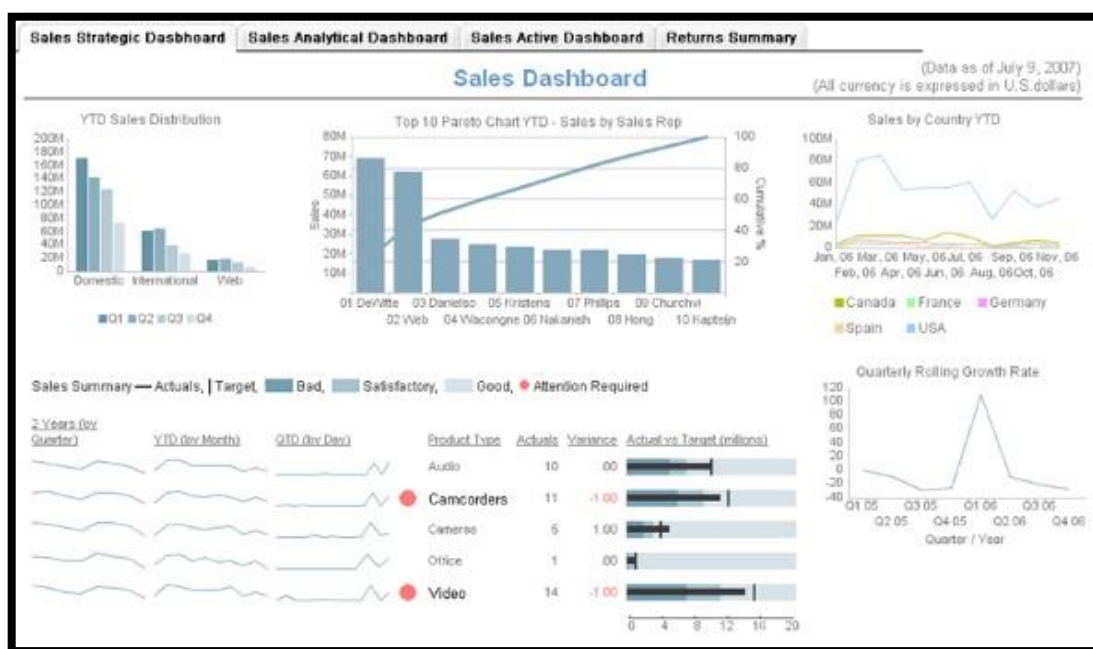 Sales Strategic Dasbhoard Sales Analytical Dashboard Sales Active Dashboard Returns Summary
Sales Dashboard
(Data as of July 9, 2007)
(All currency is expressed in U.S.dollars)
YTD Sales Distribution
200M
180M
160M
140M
120M
100M
80M
60M
40M
20M
0
Domestic International Web
Q1 Q2 Q3 Q4
Top 10 Pareto Chart YTD - Sales by Sales Rep
80M
70M
60M
50M
40M
30M
20M
10M
Sales
100
80
60
40
20
Cumulative %
01 DeWitte 03 Danielso 05 Kristens 07 Phillips 09 Churchvi
02 Web 04 Wacongne 06 Nakanish 08 Hong 10 Kapteijn
Sales by Country YTD
100M
80M
60M
40M
20M
0
Jan, 06 Mar, 06 May, 06 Jul, 06 Sep, 06 Nov, 06
Feb, 06 Apr, 06 Jun, 06 Aug, 06 Oct, 06
Canada France Germany
Spain USA
Sales Summary Actuals, Target, Bad, Satisfactory, Good, Attention Required
2 Years (by Quarter) YTD (by Month) QTD (by Day) Product Type Actuals Variance Actual vs Target (millions)
Audio 10 .00
Camcorders 11 -1.00
Cameras 5 1.00
Office 1 .00
Video 14 -1.00
0 4 8 12 16 20
Quarterly Rolling Growth Rate
120
100
80
60
40
20
0
-20
-40
Q1 05 Q3 05 Q1 06 Q3 06
Q2 05 Q4 05 Q2 06 Q4 06
Quarter / Year